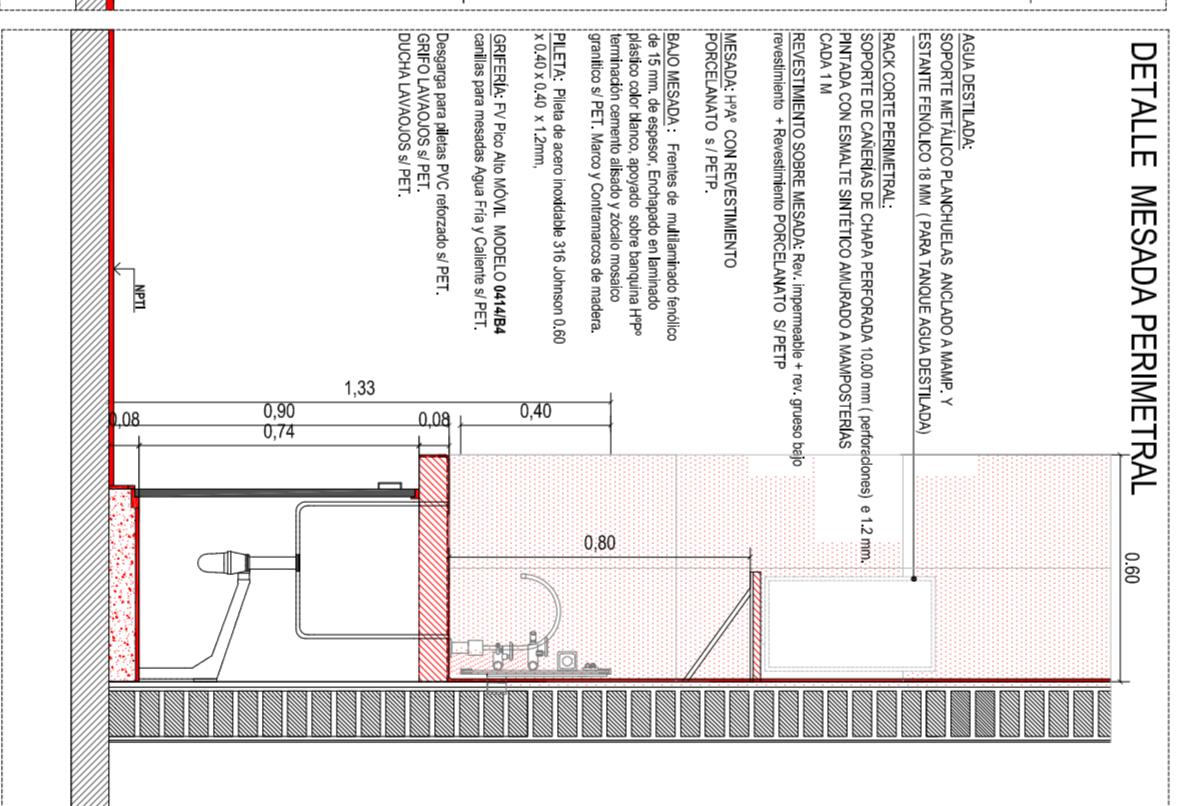 DETALLE MESADA PERIMETRAL
AGUA DESTILADA:
SOPORTE METÁLICO PLANCHUELAS ANCLADO A MAMP. Y
ESTANTE FENÓLICO 18 MM ( PARA TANQUE AGUA DESTILADA)
RACK CORTE PERIMETRAL:
SOPORTE DE CAÑERÍAS DE CHAPA PERFORADA 10.00 mm ( perforaciones) e 1.2 mm.
PINTADA CON ESMALTE SINTÉTICO AMURADO A MAMPOSTERÍAS
CADA 1 M
REVESTIMIENTO SOBRE MESADA: Rev. impermeable + rev. grueso bajo
revestimiento + Revestimiento PORCELANATO S/ PETP
MESADA: HºAº CON REVESTIMIENTO
PORCELANATO s / PETP.
BAJO MESADA : Frentes de multilaminado fenólico
de 15 mm. de espesor, Enchapado en laminado
plástico color blanco, apoyado sobre banquina HºPº
terminación cemento alisado y zócalo mosaico
granítico s/ PET. Marco y Contramarcos de madera.
PILETA: Pileta de acero inoxidable 316 Johnson 0.60
x 0.40 x 0.40 x 1.2mm,
GRIFERÍA: FV Pico Alto MÓVIL MODELO 0414/B4
canillas para mesadas Agua Fría y Caliente s/ PET.
Desgarga para piletas PVC reforzado s/ PET.
GRIFO LAVAOJOS s/ PET.
DUCHA LAVAOJOS s/ PET.
0.60
0,80
0,40
1,33
0,90
0,08
0,74
0,08
NPT1